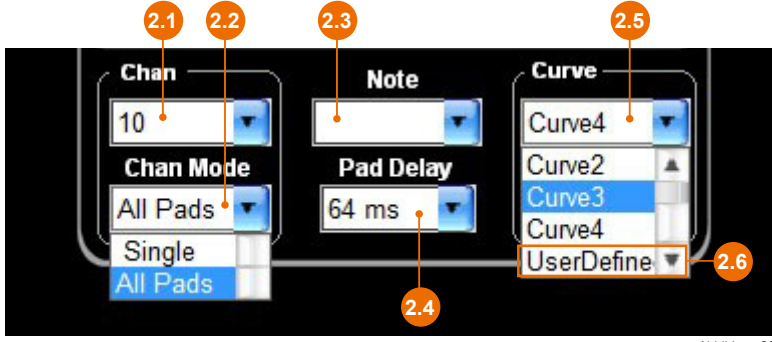 2.1
2.2
2.3
2.5
Chan
Note
Curve
10
Curve4
Chan Mode
Pad Delay
Curve2
All Pads
64 ms
Curve3
Single
Curve4
All Pads
UserDefine
2.6
2.4